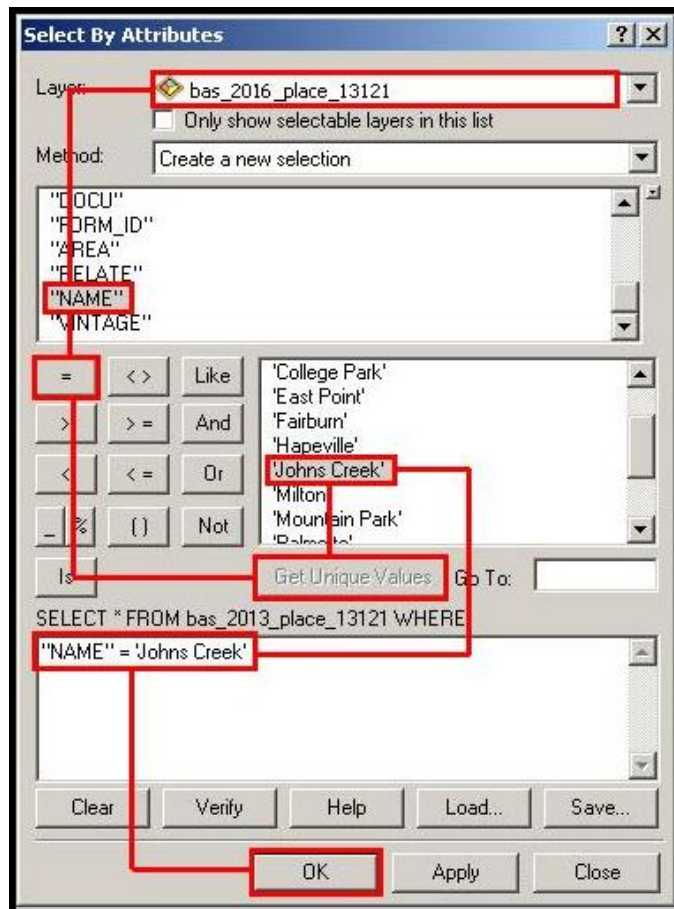 Select By Attributes
Layer: bas_2016_place_13121
Only show selectable layers in this list
Method: Create a new selection
"DOCU"
"FORM_ID"
"AREA"
"RELATE"
"NAME"
"VINTAGE"
= < > Like
> > = And
< < = Or
_ % ( ) Not
Is
'College Park'
'East Point'
'Fairburn'
'Hapeville'
'Johns Creek'
'Milton'
'Mountain Park'
'Palmetto'
Get Unique Values Go To:
SELECT * FROM bas_2013_place_13121 WHERE
"NAME" = 'Johns Creek'
Clear Verify Help Load... Save...
OK Apply Close